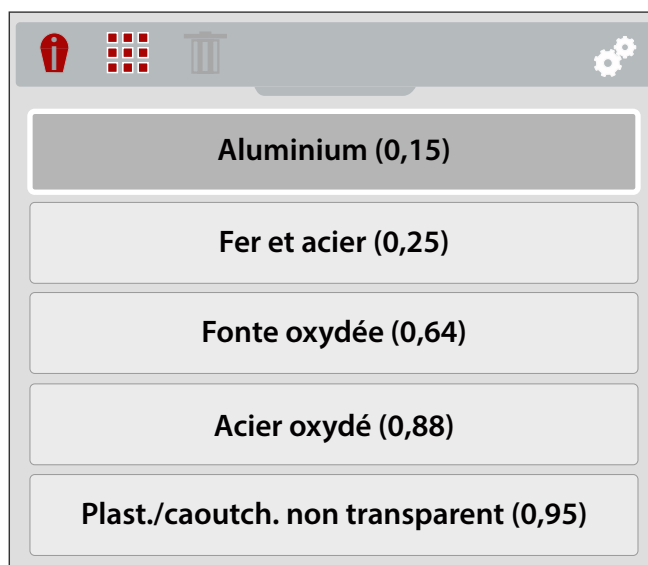 Aluminium (0,15)
Fer et acier (0,25)
Fonte oxydée (0,64)
Acier oxydé (0,88)
Plast./caoutch. non transparent (0,95)